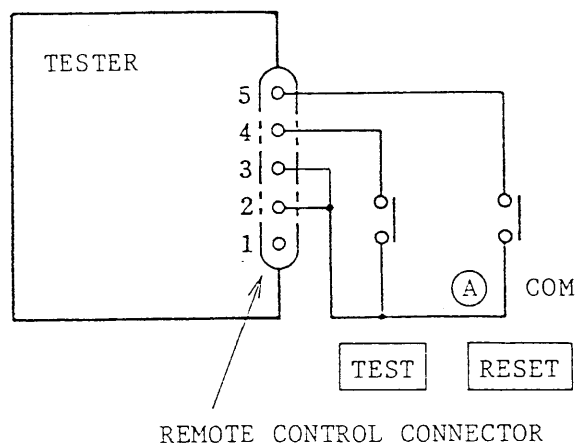 TESTER
5
4
3
2
1
A COM
TEST RESET
REMOTE CONTROL CONNECTOR